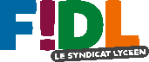 F!DL
LE SYNDICAT LYCÉEN